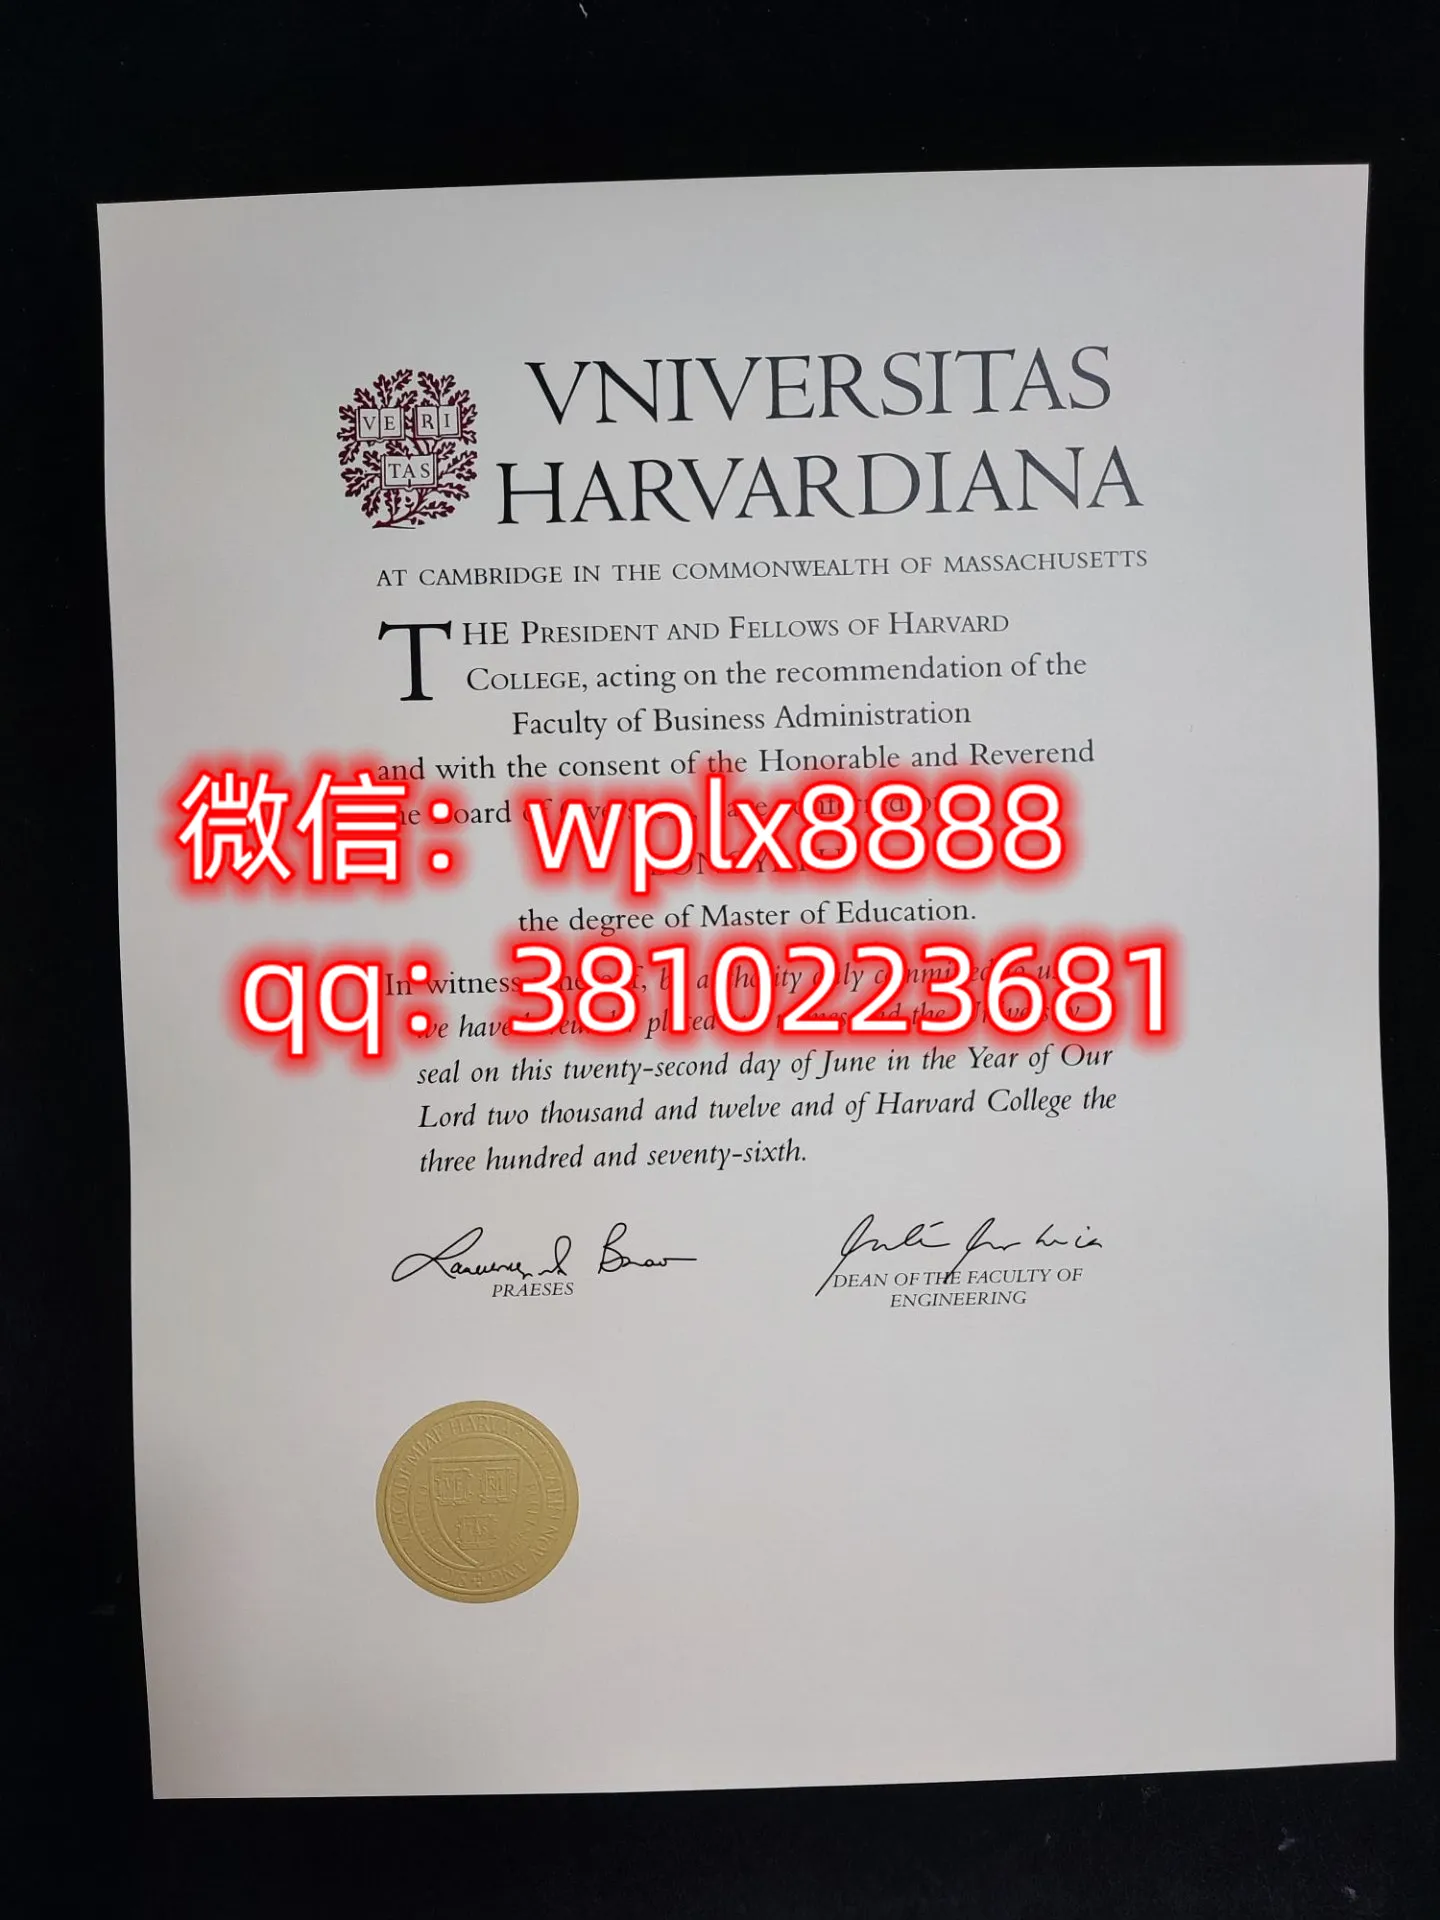 VNIVERSITAS
HARVARDIANA
VE RI
TAS
AT CAMBRIDGE IN THE COMMONWEALTH OF MASSACHUSETTS
THE PRESIDENT AND FELLOWS OF HARVARD
COLLEGE, acting on the recommendation of the
Faculty of Business Administration
and with the consent of the Honorable and Reverend
微信：wplx8888
the degree of Master of Education.
qq：3810223681
In witness
we have
seal on this twenty-second day of June in the Year of Our
Lord two thousand and twelve and of Harvard College the
three hundred and seventy-sixth.
PRAESES
DEAN OF THE FACULTY OF
ENGINEERING